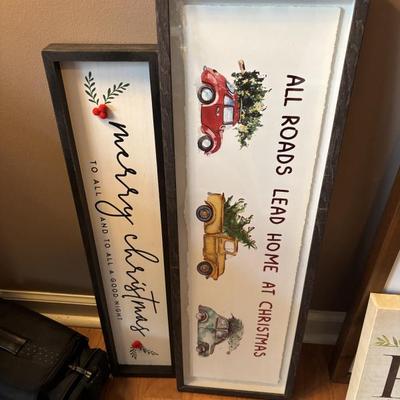 merry christmas
TO ALL AND TO ALL A GOOD-NIGHT
ALL ROADS LEAD HOME AT CHRISTMAS